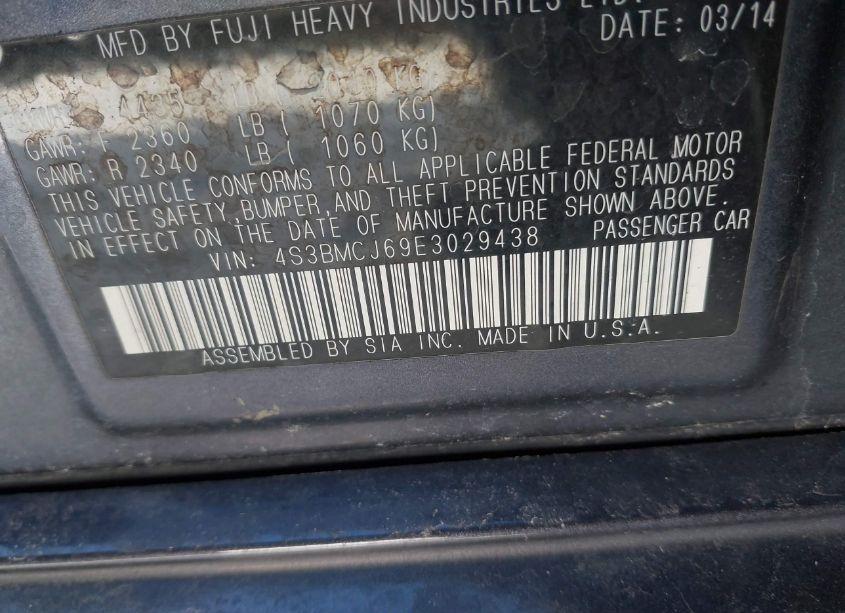 MFD BY FUJI HEAVY INDUSTRIES LTD.
DATE: 03/14
4435 LB ( KG)
GAWR: F 2360 LB ( 1070 KG)
GAWR: R 2340 LB ( 1060 KG)
THIS VEHICLE CONFORMS TO ALL APPLICABLE FEDERAL MOTOR
VEHICLE SAFETY,BUMPER,AND THEFT PREVENTION STANDARDS
IN EFFECT ON THE DATE OF MANUFACTURE SHOWN ABOVE.
VIN: 4S3BMCJ69E3029438 PASSENGER CAR
ASSEMBLED BY SIA INC. MADE IN U.S.A.